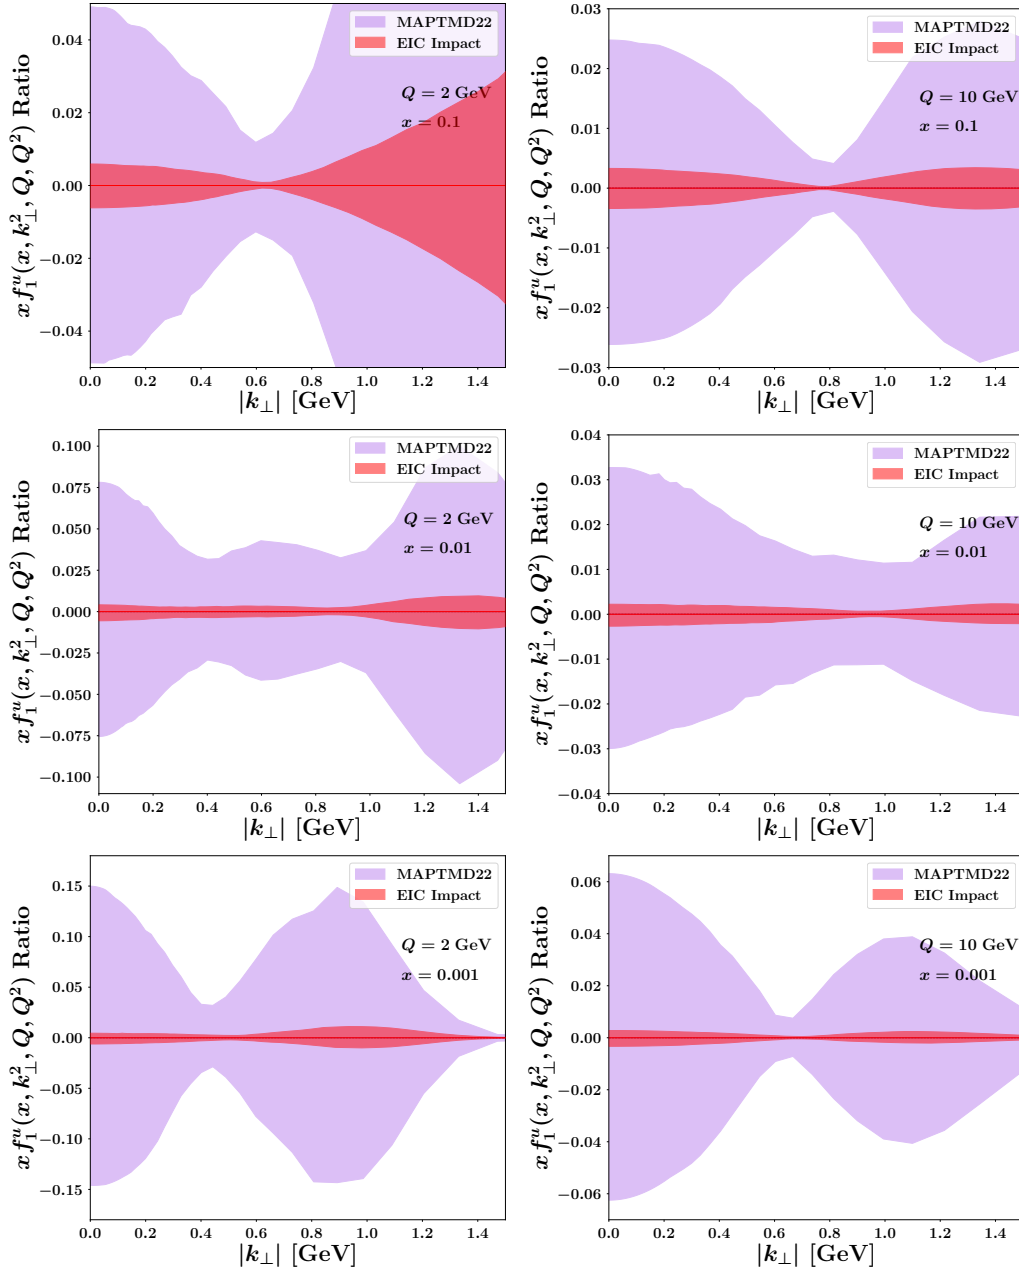 MAPTMD22
EIC Impact
Q = 2 GeV
x = 0.1
xf₁ᵘ(x, k²⊥, Q, Q²) Ratio
0.04
0.02
0.00
−0.02
−0.04
0.0 0.2 0.4 0.6 0.8 1.0 1.2 1.4
|k⊥| [GeV]
MAPTMD22
EIC Impact
Q = 10 GeV
x = 0.1
xf₁ᵘ(x, k²⊥, Q, Q²) Ratio
0.03
0.02
0.01
0.00
−0.01
−0.02
−0.03
0.0 0.2 0.4 0.6 0.8 1.0 1.2 1.4
|k⊥| [GeV]
MAPTMD22
EIC Impact
Q = 2 GeV
x = 0.01
xf₁ᵘ(x, k²⊥, Q, Q²) Ratio
0.100
0.075
0.050
0.025
0.000
−0.025
−0.050
−0.075
−0.100
0.0 0.2 0.4 0.6 0.8 1.0 1.2 1.4
|k⊥| [GeV]
MAPTMD22
EIC Impact
Q = 10 GeV
x = 0.01
xf₁ᵘ(x, k²⊥, Q, Q²) Ratio
0.04
0.03
0.02
0.01
0.00
−0.01
−0.02
−0.03
−0.04
0.0 0.2 0.4 0.6 0.8 1.0 1.2 1.4
|k⊥| [GeV]
MAPTMD22
EIC Impact
Q = 2 GeV
x = 0.001
xf₁ᵘ(x, k²⊥, Q, Q²) Ratio
0.15
0.10
0.05
0.00
−0.05
−0.10
−0.15
0.0 0.2 0.4 0.6 0.8 1.0 1.2 1.4
|k⊥| [GeV]
MAPTMD22
EIC Impact
Q = 10 GeV
x = 0.001
xf₁ᵘ(x, k²⊥, Q, Q²) Ratio
0.06
0.04
0.02
0.00
−0.02
−0.04
−0.06
0.0 0.2 0.4 0.6 0.8 1.0 1.2 1.4
|k⊥| [GeV]